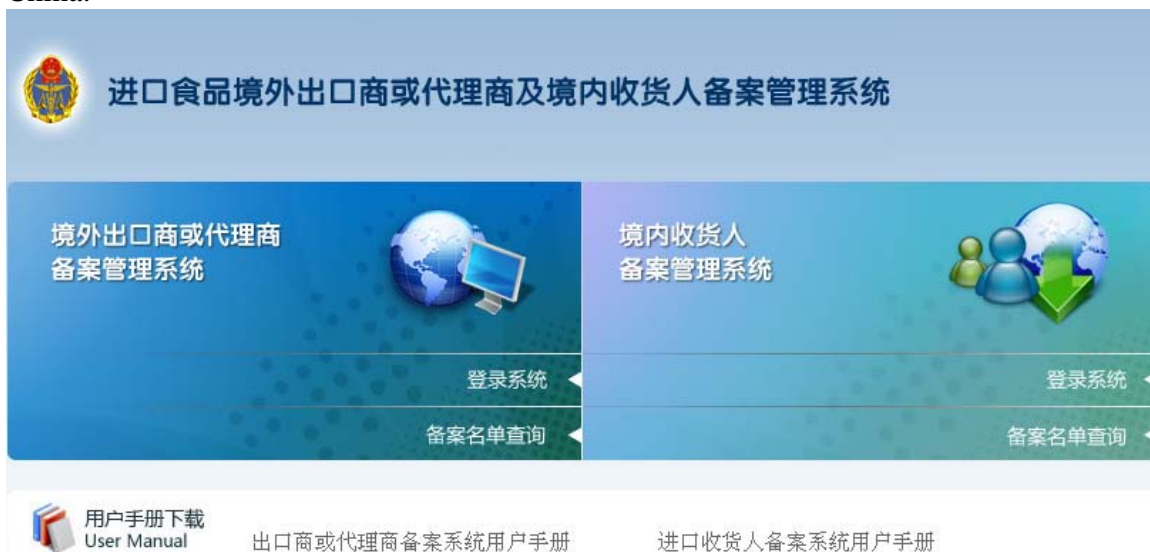 China.
进口食品境外出口商或代理商及境内收货人备案管理系统
境外出口商或代理商
备案管理系统
登录系统
备案名单查询
境内收货人
备案管理系统
登录系统
备案名单查询
用户手册下载
User Manual
出口商或代理商备案系统用户手册
进口收货人备案系统用户手册